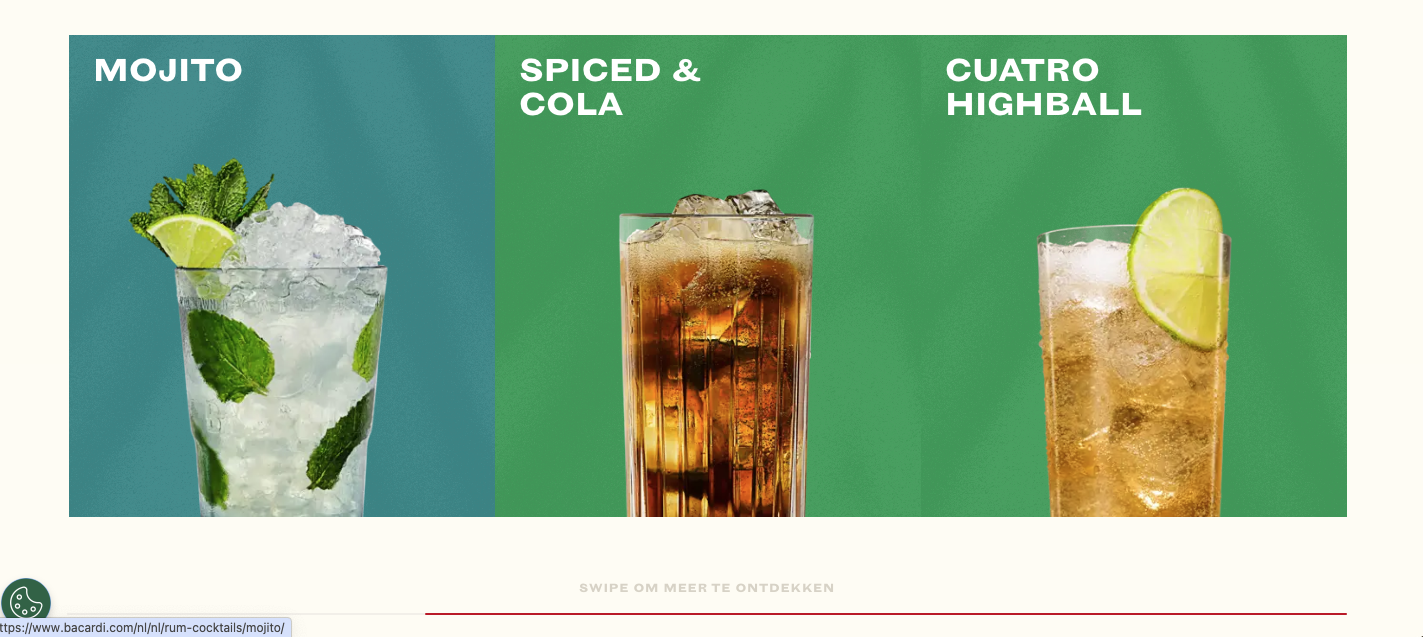 MOJITO
SPICED &
COLA
CUATRO
HIGHBALL
SWIPE OM MEER TE ONTDEKKEN
ttps://www.bacardi.com/nl/nl/rum-cocktails/mojito/